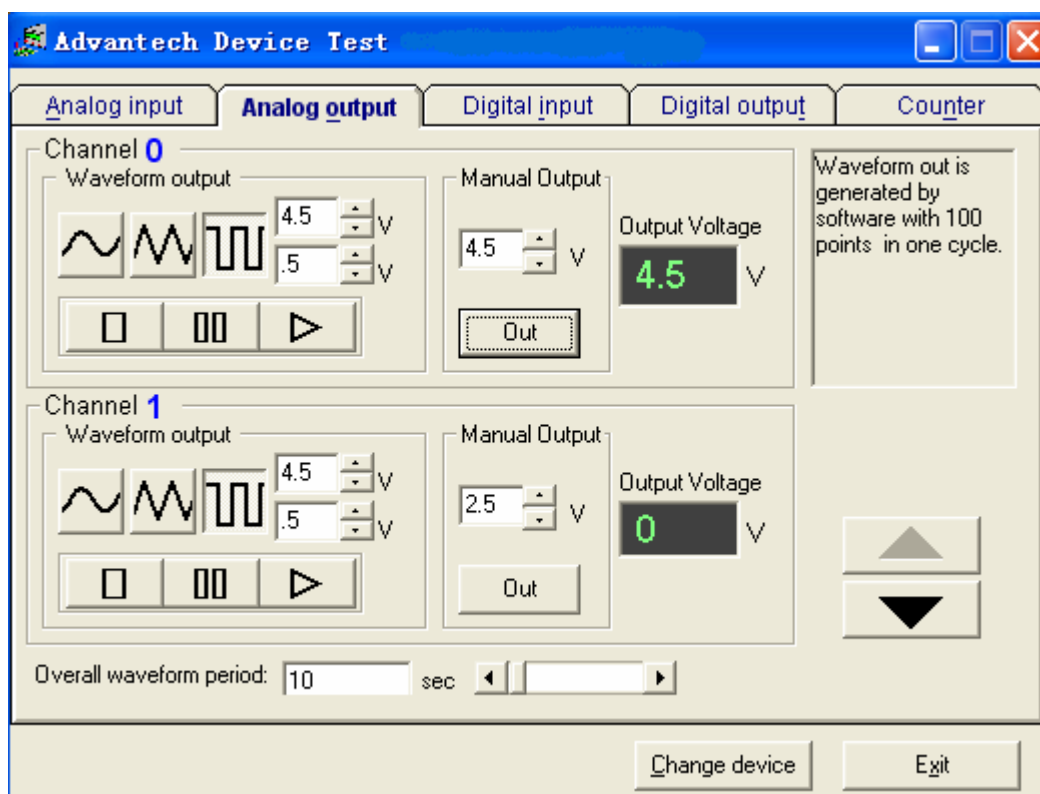 Advantech Device Test
Analog input
Analog output
Digital input
Digital output
Counter
Channel 0
Waveform output
4.5 V
.5 V
Manual Output
4.5 V
Out
Output Voltage
4.5 V
Waveform out is
generated by
software with 100
points in one cycle.
Channel 1
Waveform output
4.5 V
.5 V
Manual Output
2.5 V
Out
Output Voltage
0 V
Overall waveform period: 10 sec
Change device
Exit